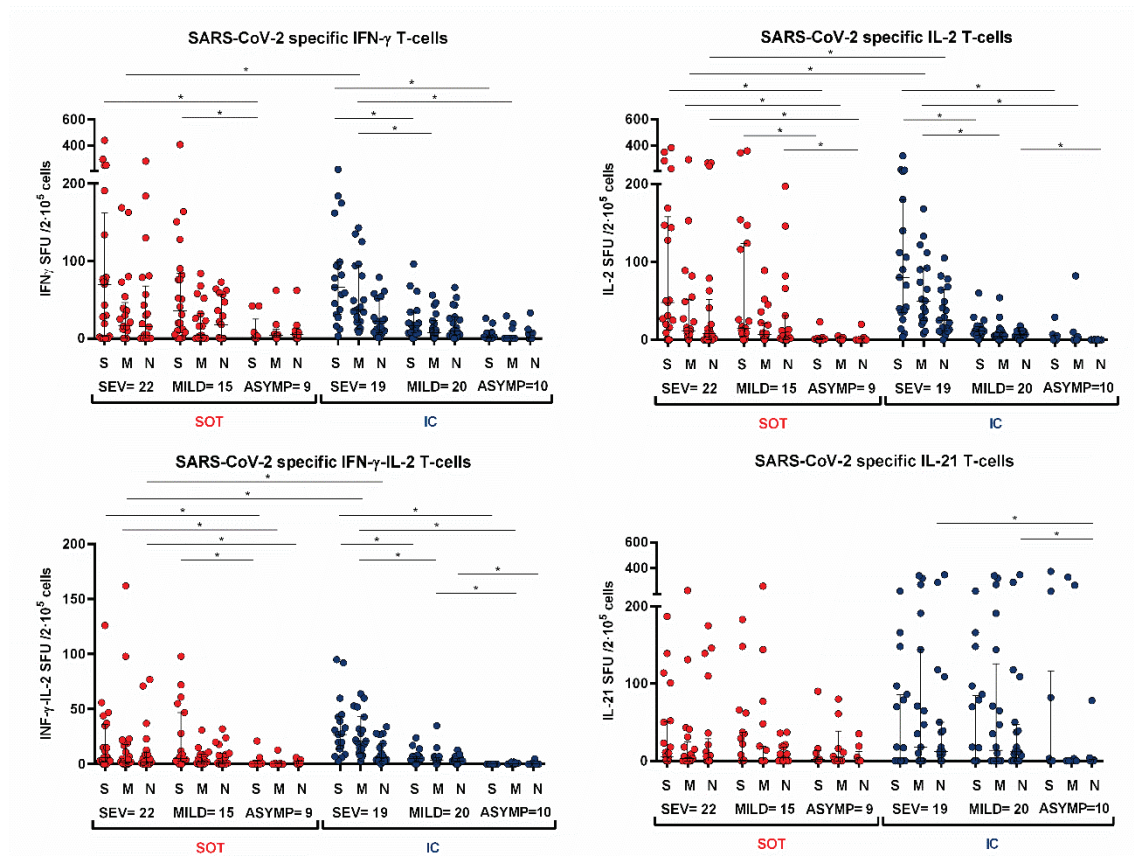 SARS-CoV-2 specific IFN-γ T-cells
*
*
*
*
*
*
*
IFNγ SFU /2·10⁵ cells
600
400
200
100
0
S M N S M N S M N S M N S M N S M N
SEV= 22 MILD= 15 ASYMP= 9 SEV= 19 MILD= 20 ASYMP=10
SOT IC
SARS-CoV-2 specific IL-2 T-cells
*
*
*
*
*
*
*
*
*
*
*
*
IL-2 SFU /2·10⁵ cells
600
400
200
100
0
S M N S M N S M N S M N S M N S M N
SEV= 22 MILD= 15 ASYMP= 9 SEV= 19 MILD= 20 ASYMP=10
SOT IC
SARS-CoV-2 specific IFN-γ-IL-2 T-cells
*
*
*
*
*
*
*
*
*
*
*
*
INF-γ-IL-2 SFU /2·10⁵ cells
200
150
100
50
0
S M N S M N S M N S M N S M N S M N
SEV= 22 MILD= 15 ASYMP= 9 SEV= 19 MILD= 20 ASYMP=10
SOT IC
SARS-CoV-2 specific IL-21 T-cells
*
*
IL-21 SFU /2·10⁵ cells
600
400
200
100
0
S M N S M N S M N S M N S M N S M N
SEV= 22 MILD= 15 ASYMP= 9 SEV= 19 MILD= 20 ASYMP=10
SOT IC